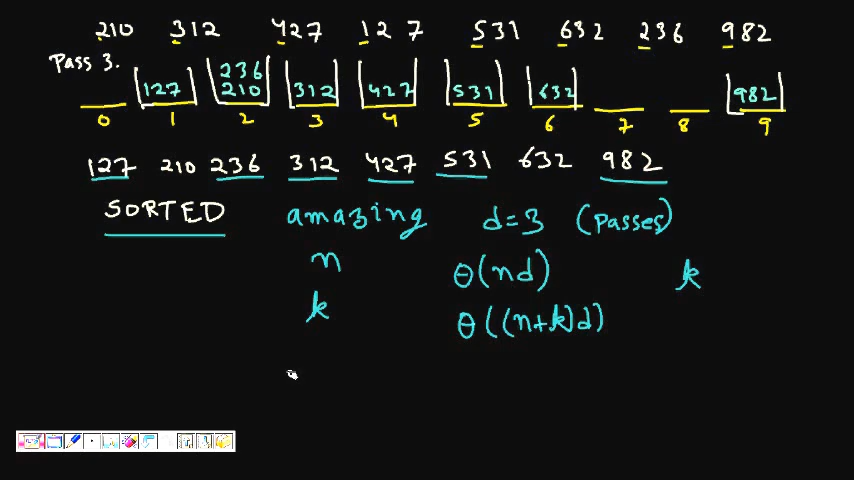 210 312 427 127 531 632 236 982
Pass 3.
236
127 210 312 427 531 632 982
0 1 2 3 4 5 6 7 8 9
127 210 236 312 427 531 632 982
SORTED amazing d=3 (Passes)
n θ(nd) k
k θ((n+k)d)